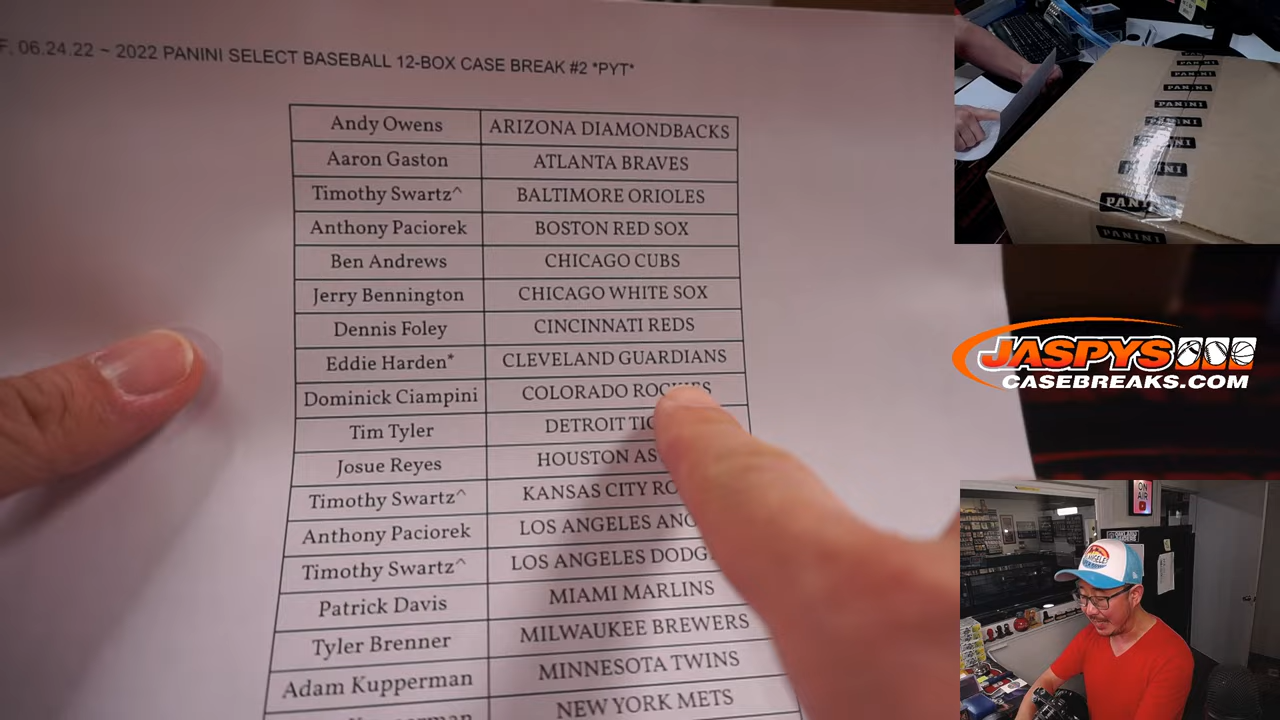 F. 06.24.22 ~ 2022 PANINI SELECT BASEBALL 12-BOX CASE BREAK #2 *PYT*
Andy Owens ARIZONA DIAMONDBACKS
Aaron Gaston ATLANTA BRAVES
Timothy Swartz^ BALTIMORE ORIOLES
Anthony Paciorek BOSTON RED SOX
Ben Andrews CHICAGO CUBS
Jerry Bennington CHICAGO WHITE SOX
Dennis Foley CINCINNATI REDS
Eddie Harden* CLEVELAND GUARDIANS
Dominick Ciampini COLORADO ROCKIES
Tim Tyler DETROIT
Josue Reyes HOUSTON
Timothy Swartz^ KANSAS CITY
Anthony Paciorek LOS ANGELES
Timothy Swartz^ LOS ANGELES
Patrick Davis MIAMI MARLINS
Tyler Brenner MILWAUKEE BREWERS
Adam Kupperman MINNESOTA TWINS
Kupperman NEW YORK METS
PANINI
PANINI
PANINI
PANINI
PANINI
PANINI
PANINI
PANINI
JASPYS
CASEBREAKS.COM
ON
AIR